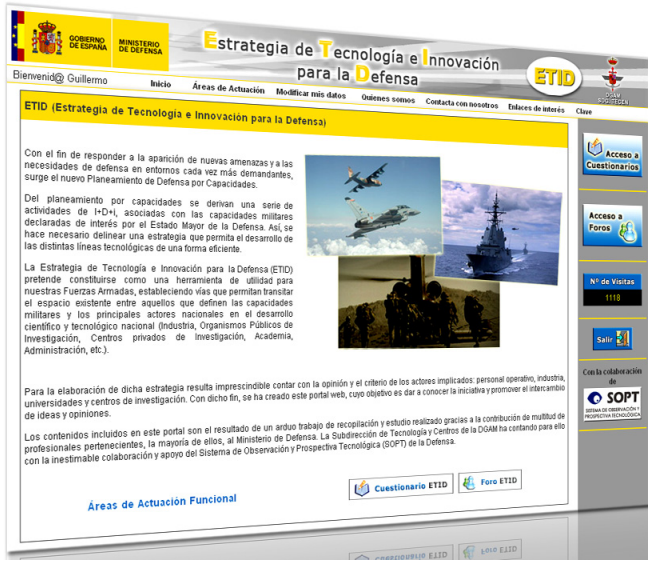 GOBIERNO
DE ESPAÑA
MINISTERIO
DE DEFENSA
Estrategia de Tecnología e Innovación
para la Defensa
ETID
DGAM
Bienvenid@ Guillermo
Inicio
Áreas de Actuación
Modificar mis datos
Quienes somos
Contacta con nosotros
Enlaces de interés
Clave
ETID (Estrategia de Tecnología e Innovación para la Defensa)
Con el fin de responder a la aparición de nuevas amenazas y a las
necesidades de defensa en entornos cada vez más demandantes,
surge el nuevo Planeamiento de Defensa por Capacidades.
Del planeamiento por capacidades se derivan una serie de
actividades de I+D+i, asociadas con las capacidades militares
declaradas de interés por el Estado Mayor de la Defensa. Así, se
hace necesario delinear una estrategia que permita el desarrollo de
las distintas líneas tecnológicas de una forma eficiente.
La Estrategia de Tecnología e Innovación para la Defensa (ETID)
pretende constituirse como una herramienta de utilidad para
nuestras Fuerzas Armadas, estableciendo vías que permitan transitar
el espacio existente entre aquellos que definen las capacidades
militares y los principales actores nacionales en el desarrollo
científico y tecnológico nacional (Industria, Organismos Públicos de
Investigación, Centros privados de Investigación, Academia,
Administración, etc.).
Para la elaboración de dicha estrategia resulta imprescindible contar con la opinión y el criterio de los actores implicados: personal operativo, industria,
universidades y centros de investigación. Con dicho fin, se ha creado este portal web, cuyo objetivo es dar a conocer la iniciativa y promover el intercambio
de ideas y opiniones.
Los contenidos incluidos en este portal son el resultado de un arduo trabajo de recopilación y estudio realizado gracias a la contribución de multitud de
profesionales pertenecientes, la mayoría de ellos, al Ministerio de Defensa. La Subdirección de Tecnología y Centros de la DGAM ha contando para ello
con la inestimable colaboración y apoyo del Sistema de Observación y Prospectiva Tecnológica (SOPT) de la Defensa.
Áreas de Actuación Funcional
Cuestionario ETID
Foro ETID
Acceso a
Cuestionarios
Acceso a
Foros
Nº de Visitas
1118
Salir
Con la colaboración
de
SOPT
SISTEMA DE OBSERVACIÓN Y
PROSPECTIVA TECNOLÓGICA
Cuestionario ETID
Foro ETID